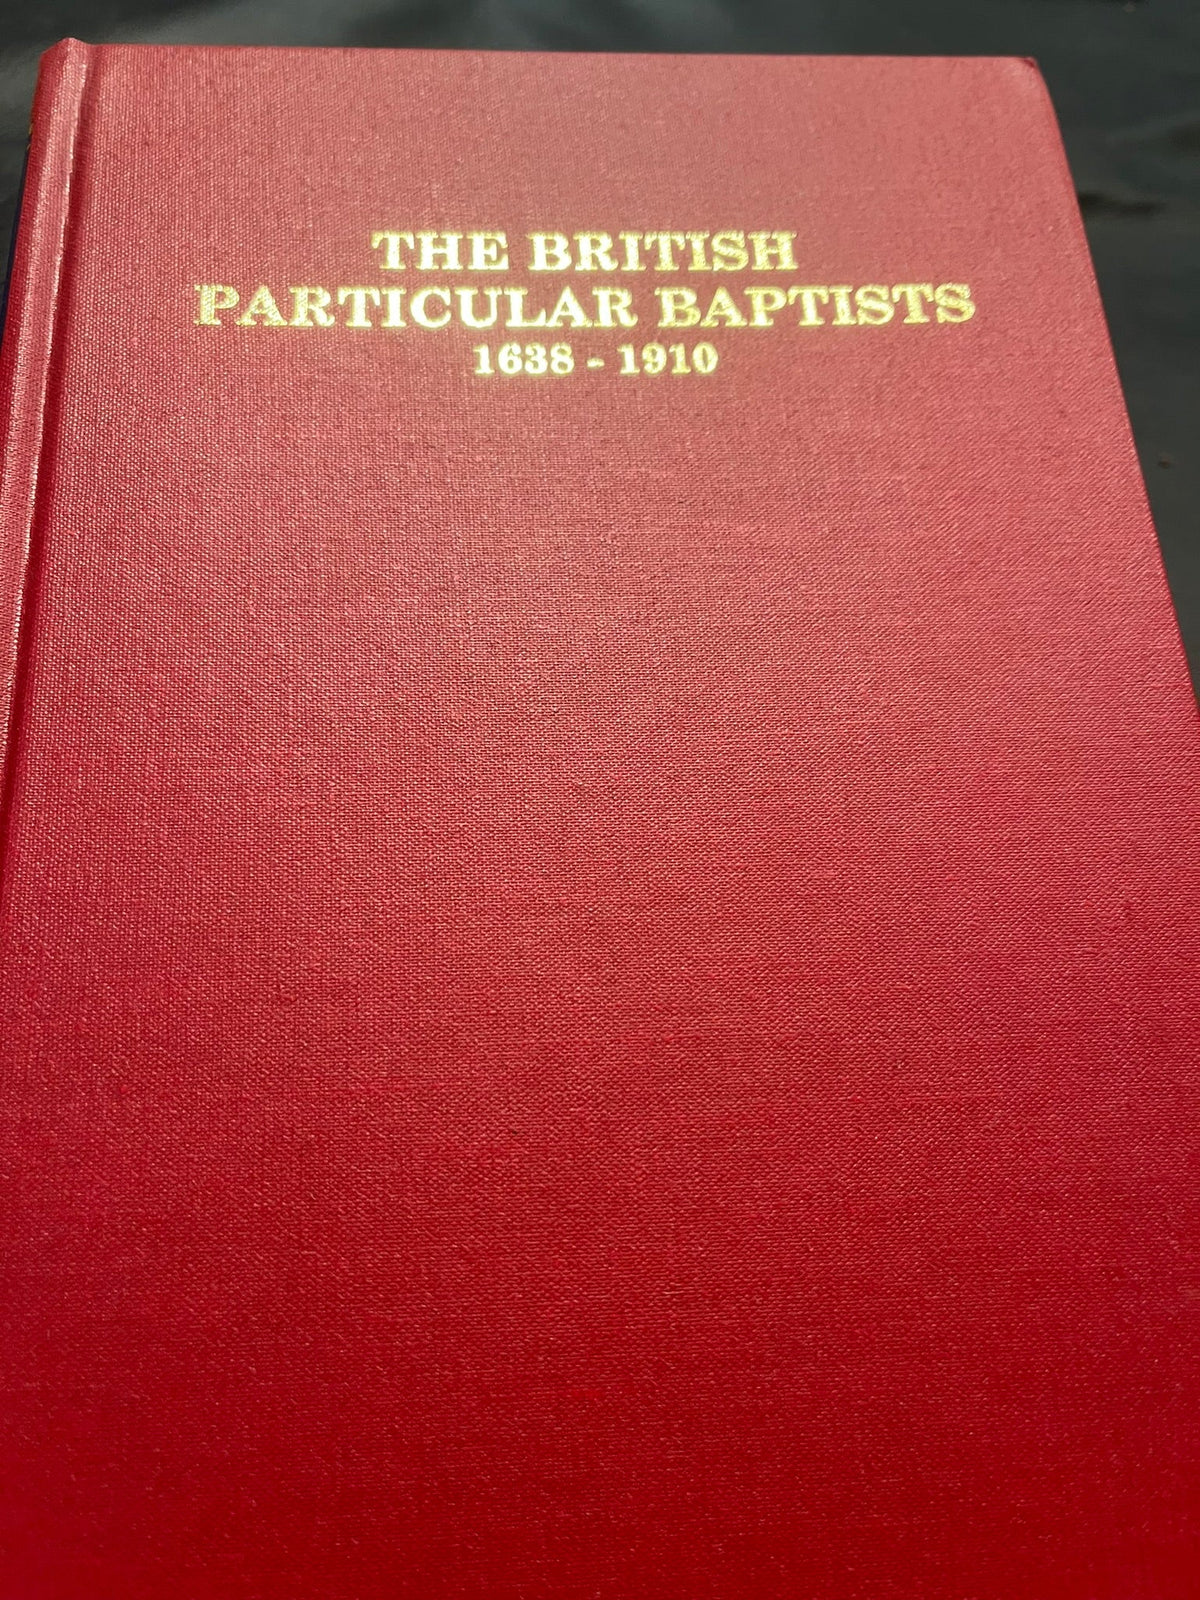 THE BRITISH
PARTICULAR BAPTISTS
1638 - 1910